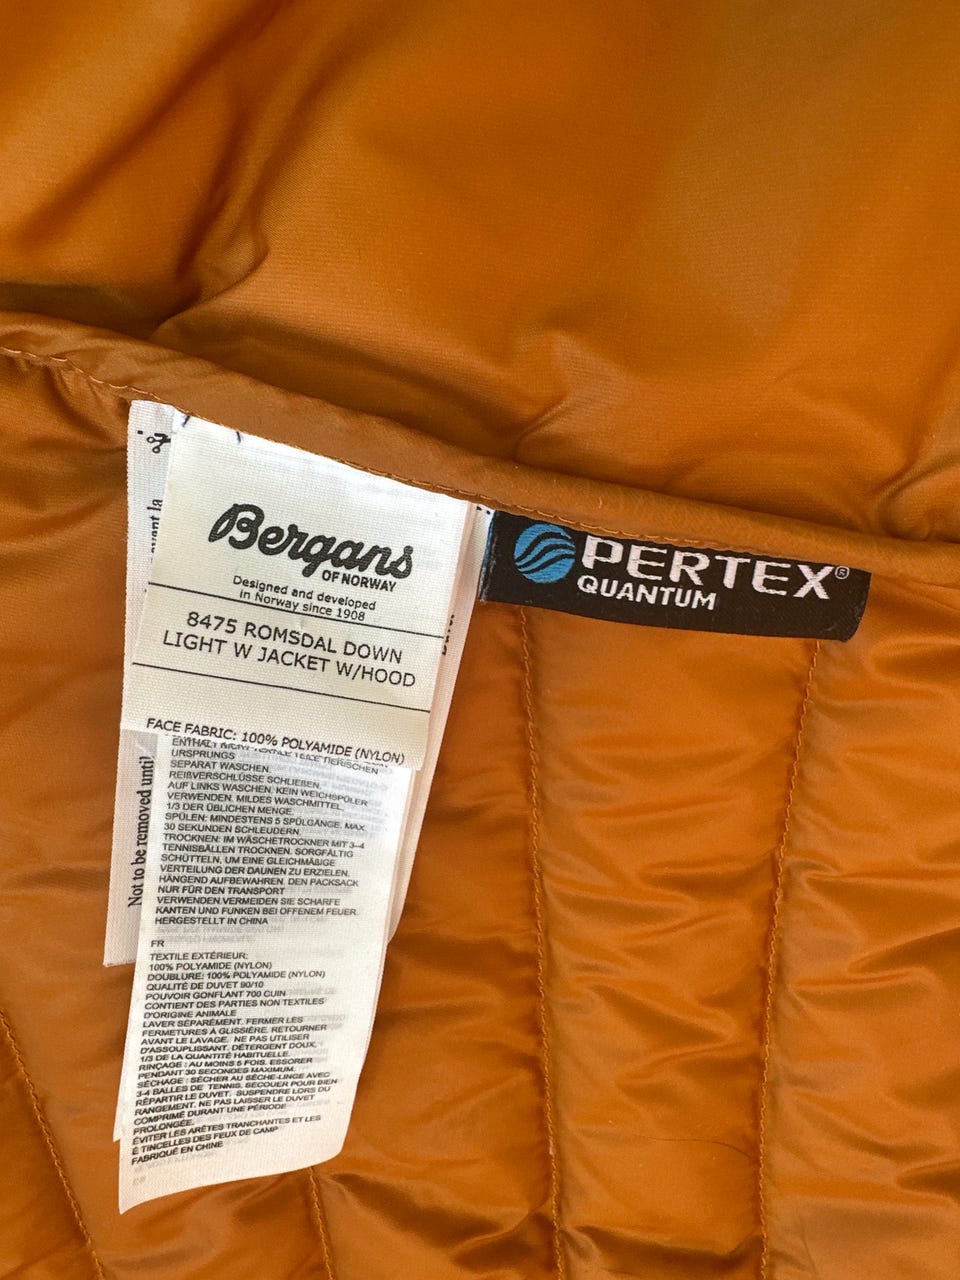 Bergans
OF NORWAY
Designed and developed
in Norway since 1908
8475 ROMSDAL DOWN
LIGHT W JACKET W/HOOD
FACE FABRIC: 100% POLYAMIDE (NYLON)
ENTHÄLT NICHT-TEXTILE TEILE TIERISCHEN
URSPRUNGS
SEPARAT WASCHEN.
REIßVERSCHLÜSSE SCHLIEßEN,
AUF LINKS WASCHEN. KEIN WEICHSPÜLER
VERWENDEN. MILDES WASCHMITTEL,
1/3 DER ÜBLICHEN MENGE.
SPÜLEN: MINDESTENS 5 SPÜLGÄNGE. MAX.
30 SEKUNDEN SCHLEUDERN.
TROCKNEN: IM WÄSCHETROCKNER MIT 3–4
TENNISBÄLLEN TROCKNEN. SORGFÄLTIG
SCHÜTTELN, UM EINE GLEICHMÄßIGE
VERTEILUNG DER DAUNEN ZU ERZIELEN.
HÄNGEND AUFBEWAHREN. DEN PACKSACK
NUR FÜR DEN TRANSPORT
VERWENDEN.VERMEIDEN SIE SCHARFE
KANTEN UND FUNKEN BEI OFFENEM FEUER.
HERGESTELLT IN CHINA
FR
TEXTILE EXTÉRIEUR:
100% POLYAMIDE (NYLON)
DOUBLURE: 100% POLYAMIDE (NYLON)
QUALITÉ DE DUVET 90/10
POUVOIR GONFLANT 700 CUIN
CONTIENT DES PARTIES NON TEXTILES
D'ORIGINE ANIMALE
LAVER SÉPARÉMENT. FERMER LES
FERMETURES À GLISSIÈRE. RETOURNER
AVANT LE LAVAGE. NE PAS UTILISER
D'ASSOUPLISSANT. DÉTERGENT DOUX,
1/3 DE LA QUANTITÉ HABITUELLE.
RINÇAGE : AU MOINS 5 FOIS. ESSORER
PENDANT 30 SECONDES MAXIMUM.
SÉCHAGE : SÉCHER AU SÈCHE-LINGE AVEC
3-4 BALLES DE TENNIS. SECOUER POUR BIEN
RÉPARTIR LE DUVET. SUSPENDRE LORS DU
RANGEMENT. NE PAS LAISSER LE DUVET
COMPRIMÉ DURANT UNE PÉRIODE
PROLONGÉE.
ÉVITER LES ARÊTES TRANCHANTES ET LES
É TINCELLES DES FEUX DE CAMP
FABRIQUÉ EN CHINE
Not to be removed until
PERTEX®
QUANTUM